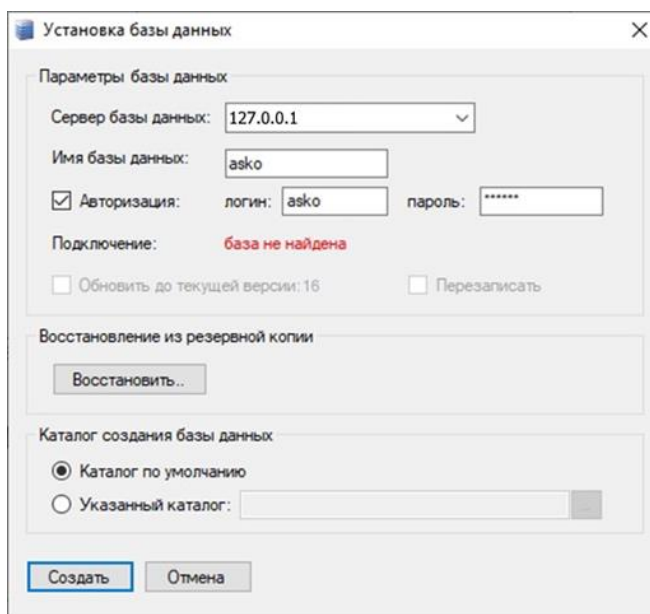 Установка базы данных
Параметры базы данных
Сервер базы данных: 127.0.0.1
Имя базы данных: asko
Авторизация: логин: asko пароль: ******
Подключение: база не найдена
Обновить до текущей версии:16 Перезаписать
Восстановление из резервной копии
Восстановить..
Каталог создания базы данных
Каталог по умолчанию
Указанный каталог: ...
Создать Отмена